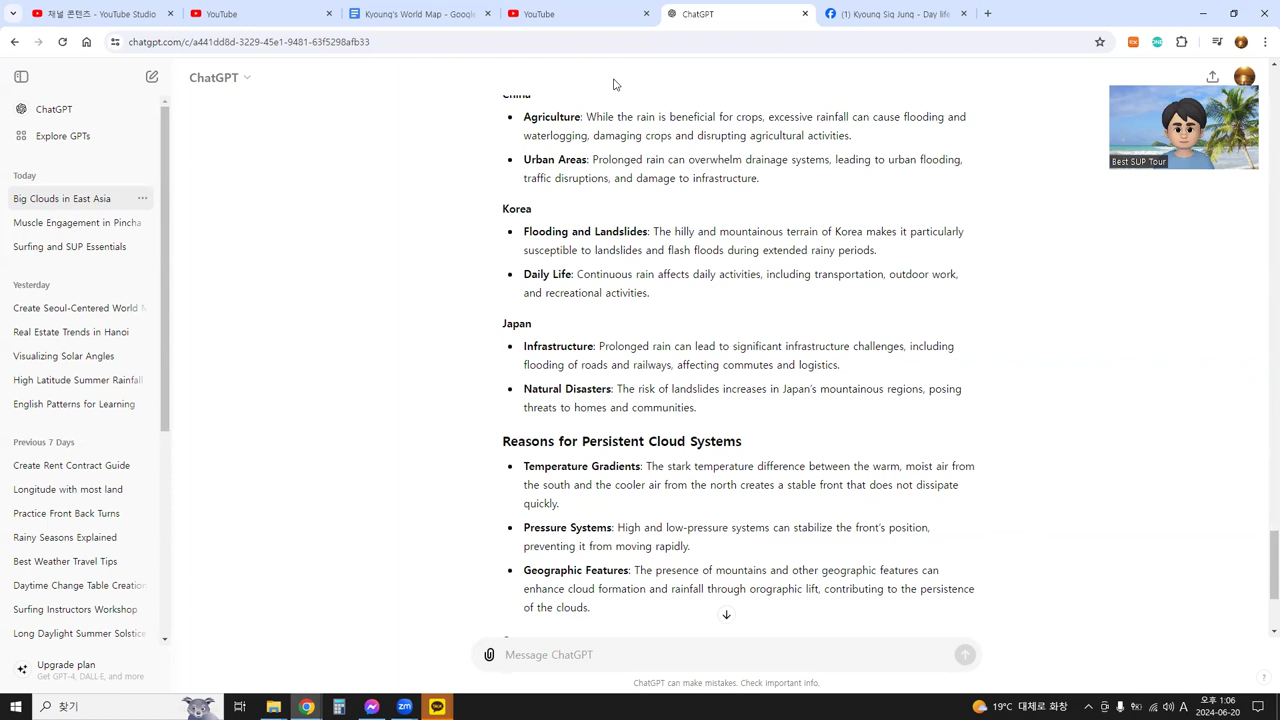 재널 콘텐츠 - YouTube Studio
YouTube
Kyoung's World Map - Google
YouTube
ChatGPT
(1) Kyoung Sig Jung - Day life
chatgpt.com/c/a441dd8d-3229-45e1-9481-63f5298afb33
ChatGPT
ChatGPT
Explore GPTs
Today
Big Clouds in East Asia
Muscle Engagement in Pincha
Surfing and SUP Essentials
Yesterday
Create Seoul-Centered World M
Real Estate Trends in Hanoi
Visualizing Solar Angles
High Latitude Summer Rainfall
English Patterns for Learning
Previous 7 Days
Create Rent Contract Guide
Longitude with most land
Practice Front Back Turns
Rainy Seasons Explained
Best Weather Travel Tips
Daytime Change Table Creation
Surfing Instructors Workshop
Long Daylight Summer Solstice
Upgrade plan
Get GPT-4, DALL·E, and more
China
• Agriculture: While the rain is beneficial for crops, excessive rainfall can cause flooding and
waterlogging, damaging crops and disrupting agricultural activities.
• Urban Areas: Prolonged rain can overwhelm drainage systems, leading to urban flooding,
traffic disruptions, and damage to infrastructure.
Korea
• Flooding and Landslides: The hilly and mountainous terrain of Korea makes it particularly
susceptible to landslides and flash floods during extended rainy periods.
• Daily Life: Continuous rain affects daily activities, including transportation, outdoor work,
and recreational activities.
Japan
• Infrastructure: Prolonged rain can lead to significant infrastructure challenges, including
flooding of roads and railways, affecting commutes and logistics.
• Natural Disasters: The risk of landslides increases in Japan's mountainous regions, posing
threats to homes and communities.
Reasons for Persistent Cloud Systems
• Temperature Gradients: The stark temperature difference between the warm, moist air from
the south and the cooler air from the north creates a stable front that does not dissipate
quickly.
• Pressure Systems: High and low-pressure systems can stabilize the front's position,
preventing it from moving rapidly.
• Geographic Features: The presence of mountains and other geographic features can
enhance cloud formation and rainfall through orographic lift, contributing to the persistence
of the clouds.
Message ChatGPT
ChatGPT can make mistakes. Check important info.
?
Best SUP Tour
찾기
19°C 대체로 화창
A
오후 1:06
2024-06-20